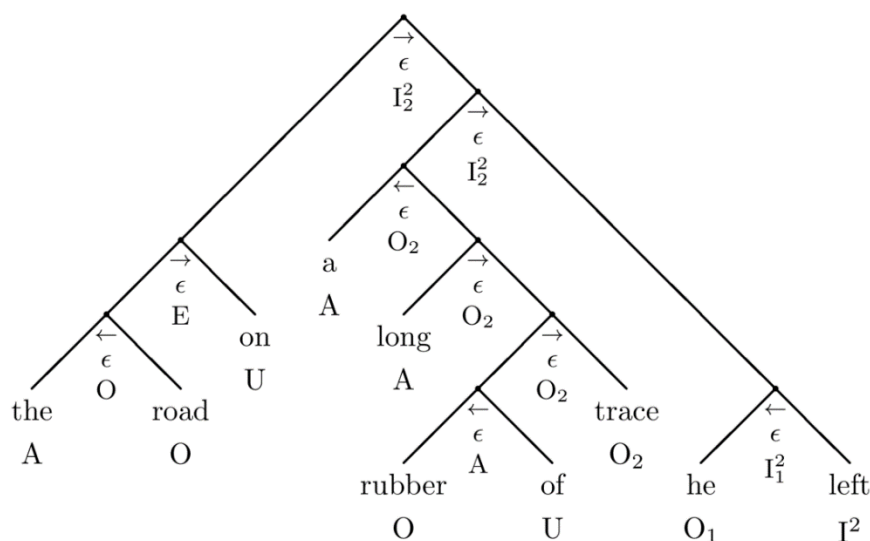 →
ϵ
I₂²
→
ϵ
I₂²
←
ϵ
O₂
→
ϵ
E
a
A
→
ϵ
O₂
←
ϵ
O
on
U
long
A
→
ϵ
O₂
the
A
road
O
←
ϵ
A
trace
O₂
←
ϵ
I₁²
rubber
O
of
U
he
O₁
left
I²